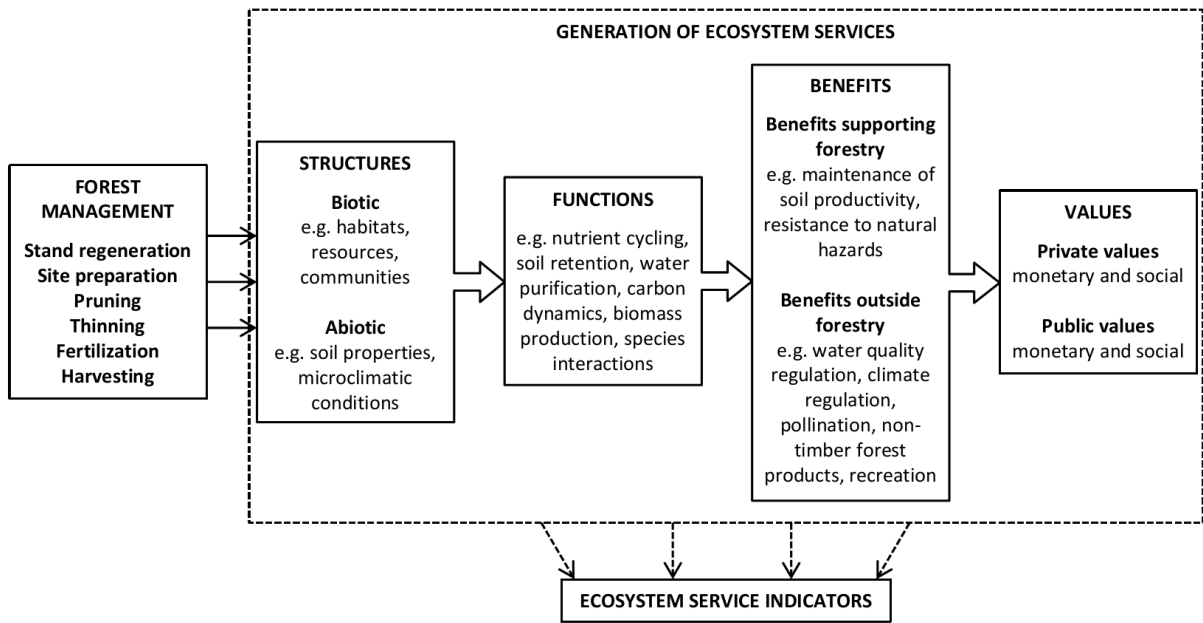 GENERATION OF ECOSYSTEM SERVICES
FOREST
MANAGEMENT
Stand regeneration
Site preparation
Pruning
Thinning
Fertilization
Harvesting
STRUCTURES
Biotic
e.g. habitats,
resources,
communities
Abiotic
e.g. soil properties,
microclimatic
conditions
FUNCTIONS
e.g. nutrient cycling,
soil retention, water
purification, carbon
dynamics, biomass
production, species
interactions
BENEFITS
Benefits supporting
forestry
e.g. maintenance of
soil productivity,
resistance to natural
hazards
Benefits outside
forestry
e.g. water quality
regulation, climate
regulation,
pollination, non-
timber forest
products, recreation
VALUES
Private values
monetary and social
Public values
monetary and social
ECOSYSTEM SERVICE INDICATORS